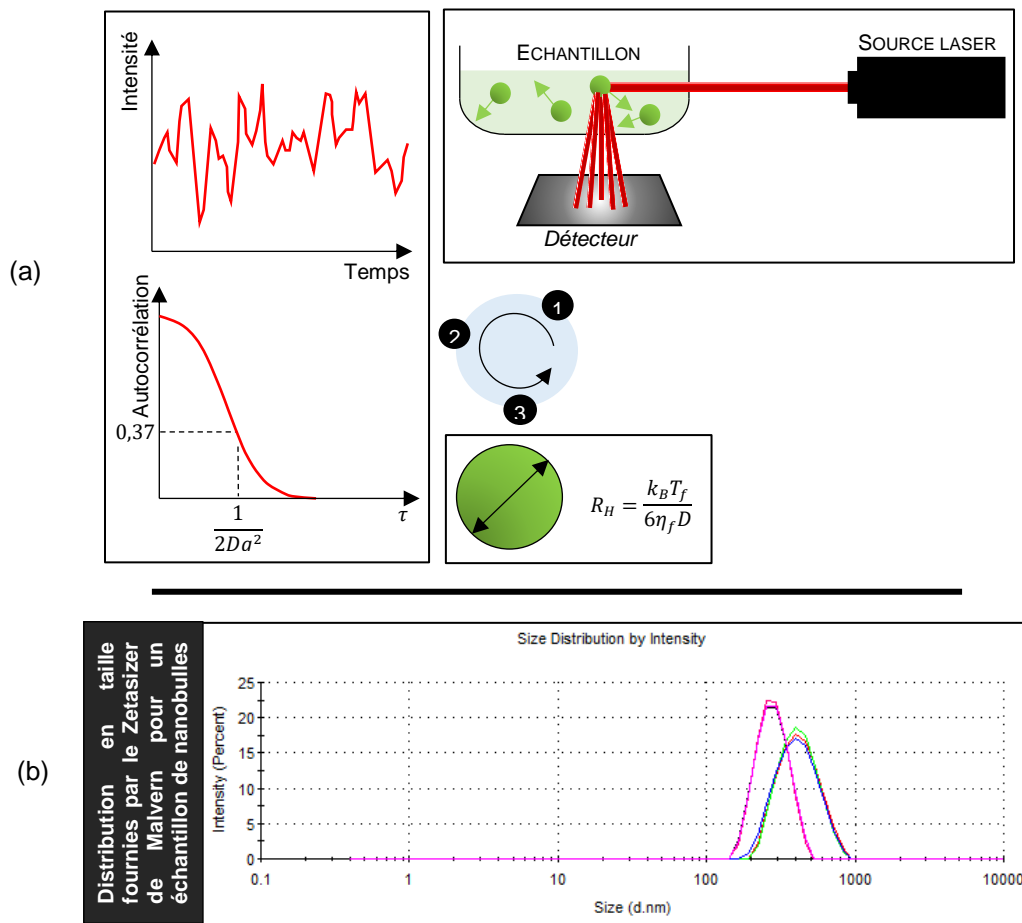 (a)
Intensité
Temps
Autocorrélation
0,37
1
2Da²
τ
ECHANTILLON
SOURCE LASER
Détecteur
1
2
3
R_H = k_B T_f / 6η_f D
(b)
Distribution en taille
fournies par le Zetasizer
de Malvern pour un
échantillon de nanobulles
Size Distribution by Intensity
Intensity (Percent)
25
20
15
10
5
0
0.1
1
10
100
1000
10000
Size (d.nm)